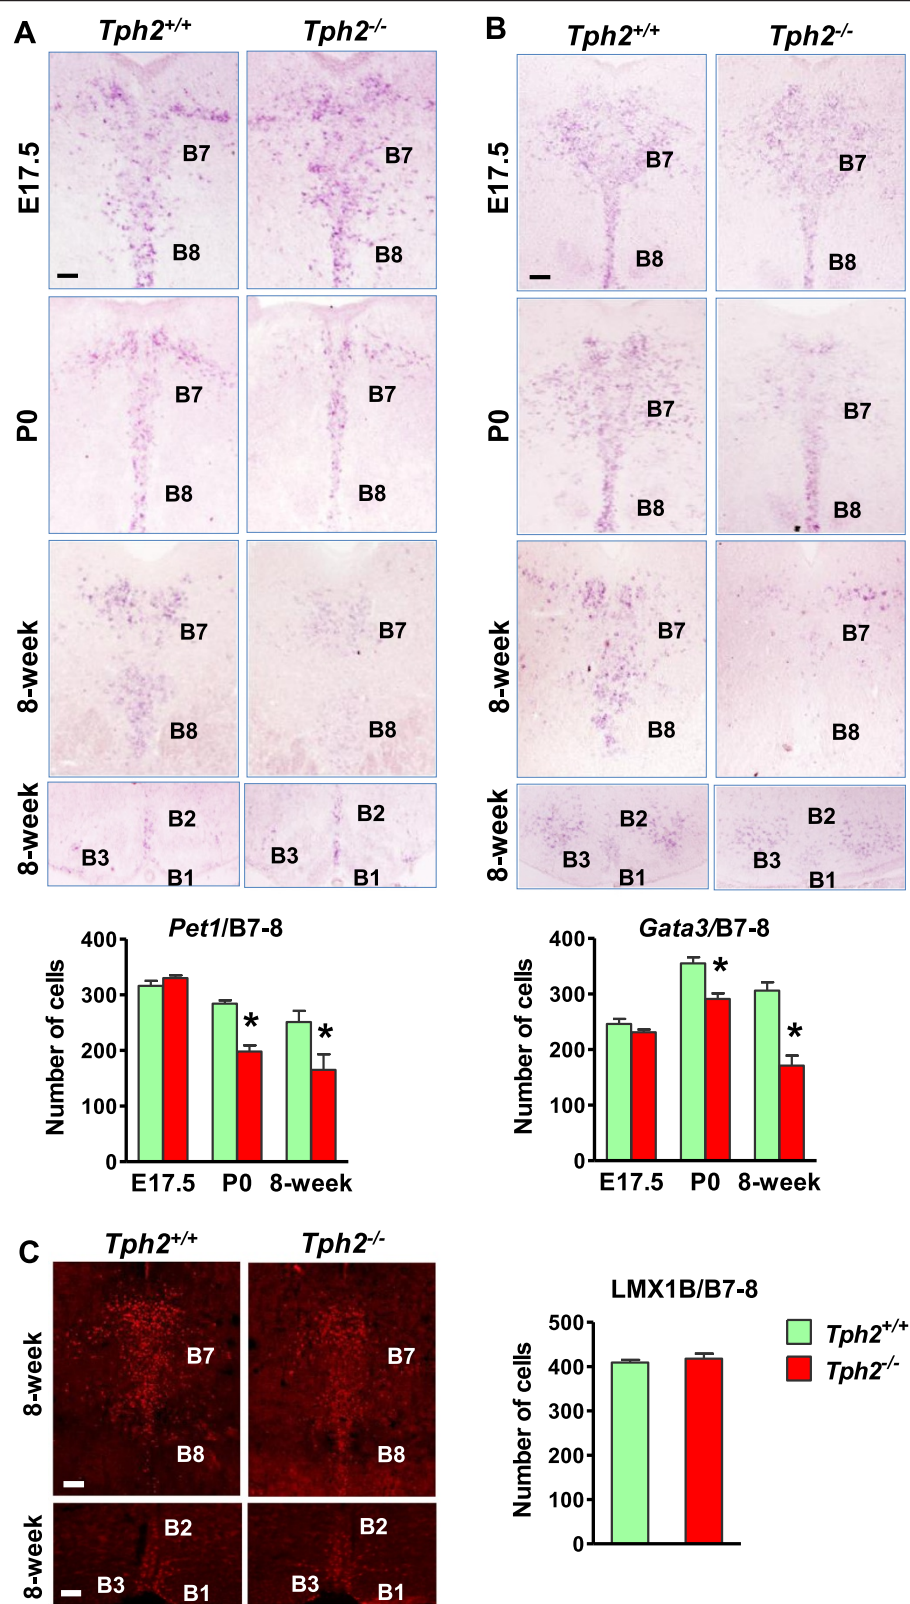 A
Tph2+/+
Tph2-/-
B
Tph2+/+
Tph2-/-
E17.5
B7
B8
B7
B8
E17.5
B7
B8
B7
B8
P0
B7
B8
B7
B8
P0
B7
B8
B7
B8
8-week
B7
B8
B7
B8
8-week
B7
B8
B7
B8
8-week
B2
B3
B1
B2
B3
B1
8-week
B2
B3
B1
B2
B3
B1
Pet1/B7-8
Number of cells
400
300
200
100
0
*
*
E17.5 P0 8-week
Gata3/B7-8
Number of cells
400
300
200
100
0
*
*
E17.5 P0 8-week
C
Tph2+/+
Tph2-/-
8-week
B7
B8
B7
B8
8-week
B2
B3
B1
B2
B3
B1
LMX1B/B7-8
Number of cells
500
400
300
200
100
0
Tph2+/+
Tph2-/-